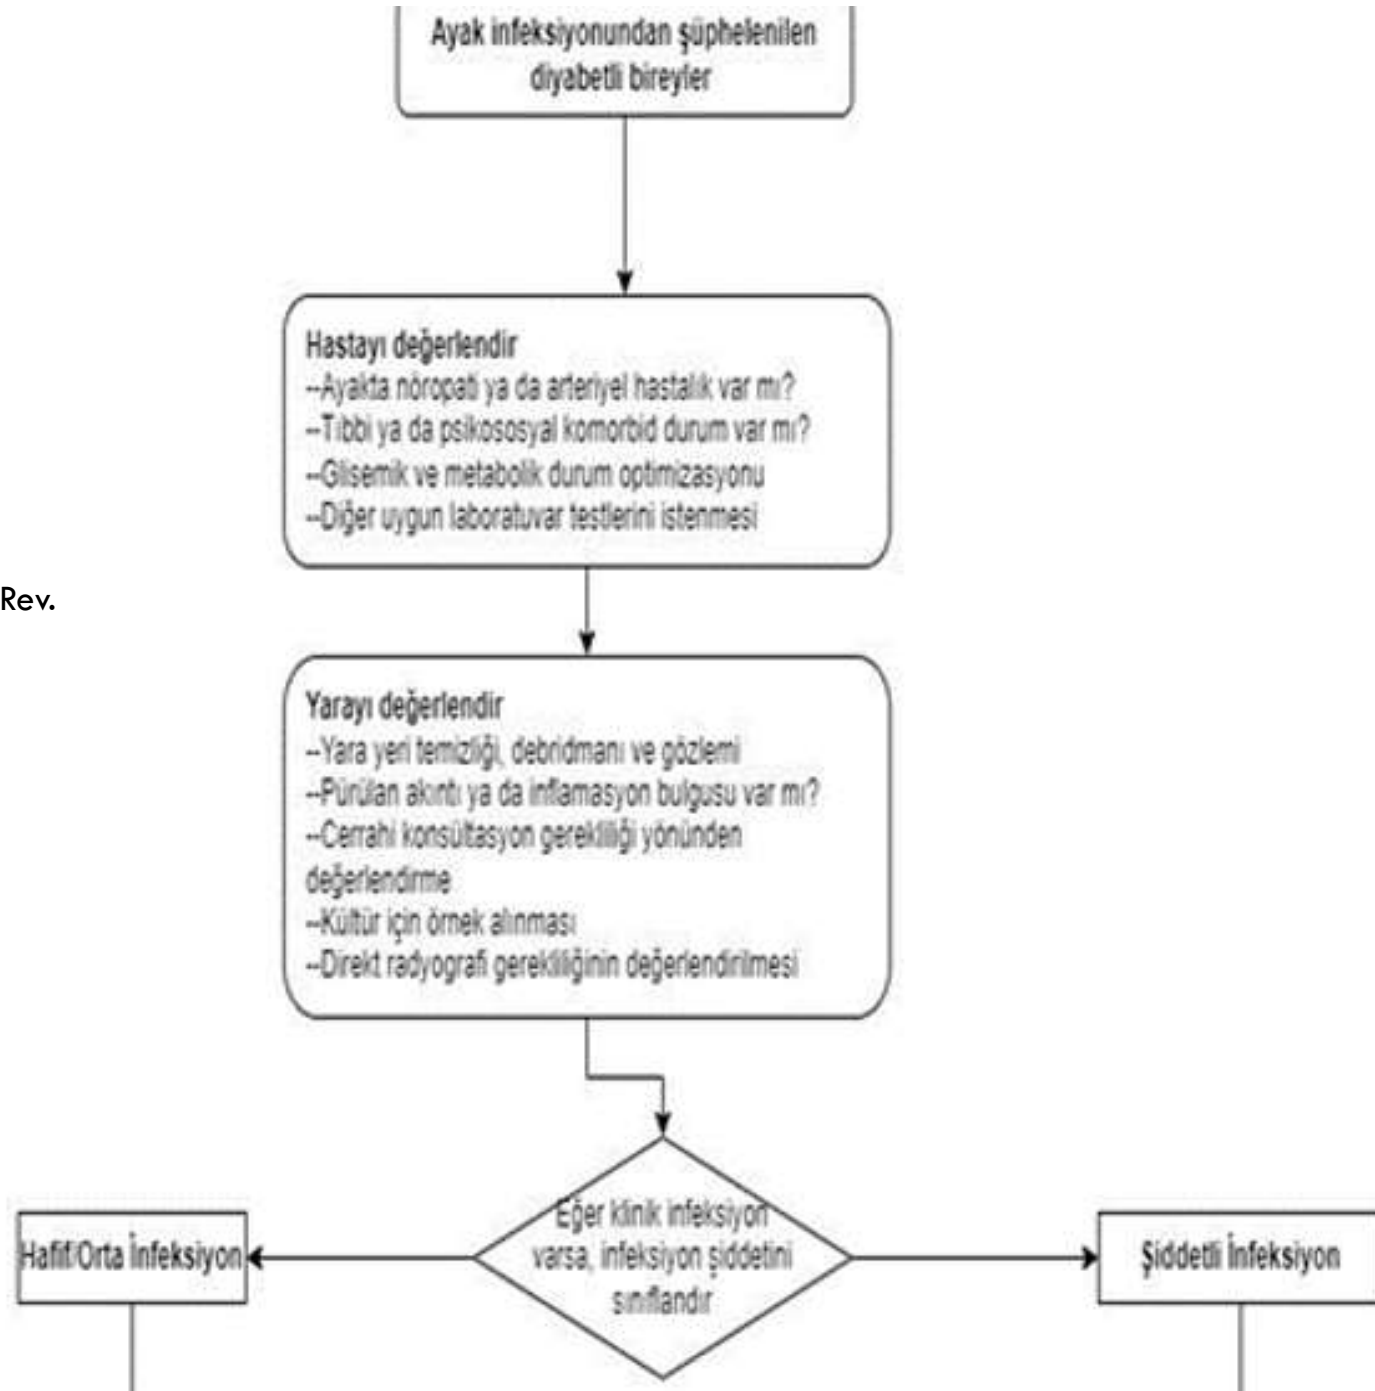 Ayak infeksiyonundan şüphelenilen
diyabetli bireyler
Hastayı değerlendir
--Ayakta nöropati ya da arteriyel hastalık var mı?
--Tıbbi ya da psikososyal komorbid durum var mı?
--Glisemik ve metabolik durum optimizasyonu
--Diğer uygun laboratuvar testlerini istenmesi
Rev.
Yarayı değerlendir
--Yara yeri temizliği, debridmanı ve gözlemi
--Pürülan akıntı ya da inflamasyon bulgusu var mı?
--Cerrahi konsültasyon gerekliliği yönünden
değerlendirme
--Kültür için örnek alınması
--Direkt radyografi gerekliliğinin değerlendirilmesi
Eğer klinik infeksiyon
varsa, infeksiyon şiddetini
sınıflandır
Hafif/Orta İnfeksiyon
Şiddetli İnfeksiyon